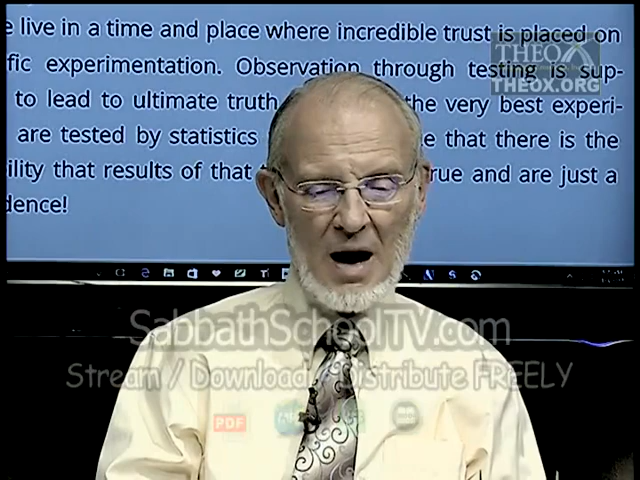 e live in a time and place where incredible trust is placed on
fic experimentation. Observation through testing is sup-
to lead to ultimate truth the very best experi-
are tested by statistics e that there is the
ility that results of that rue and are just a
dence!
THEOX
THEOX.ORG
SabbathSchoolTV.com
Stream / Download / Distribute FREELY
PDF